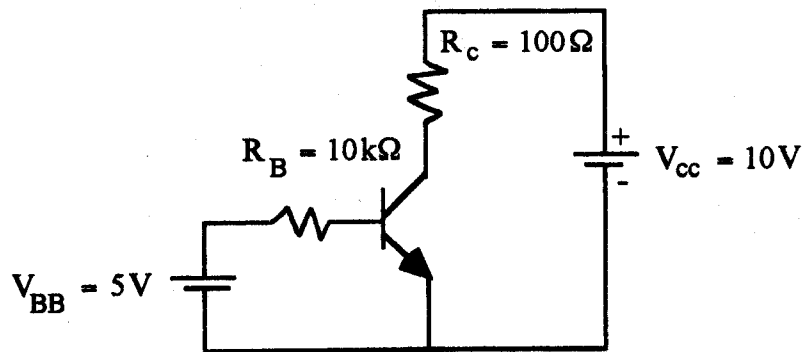 R_c = 100Ω
R_B = 10kΩ
+
-
V_cc = 10V
V_BB = 5V